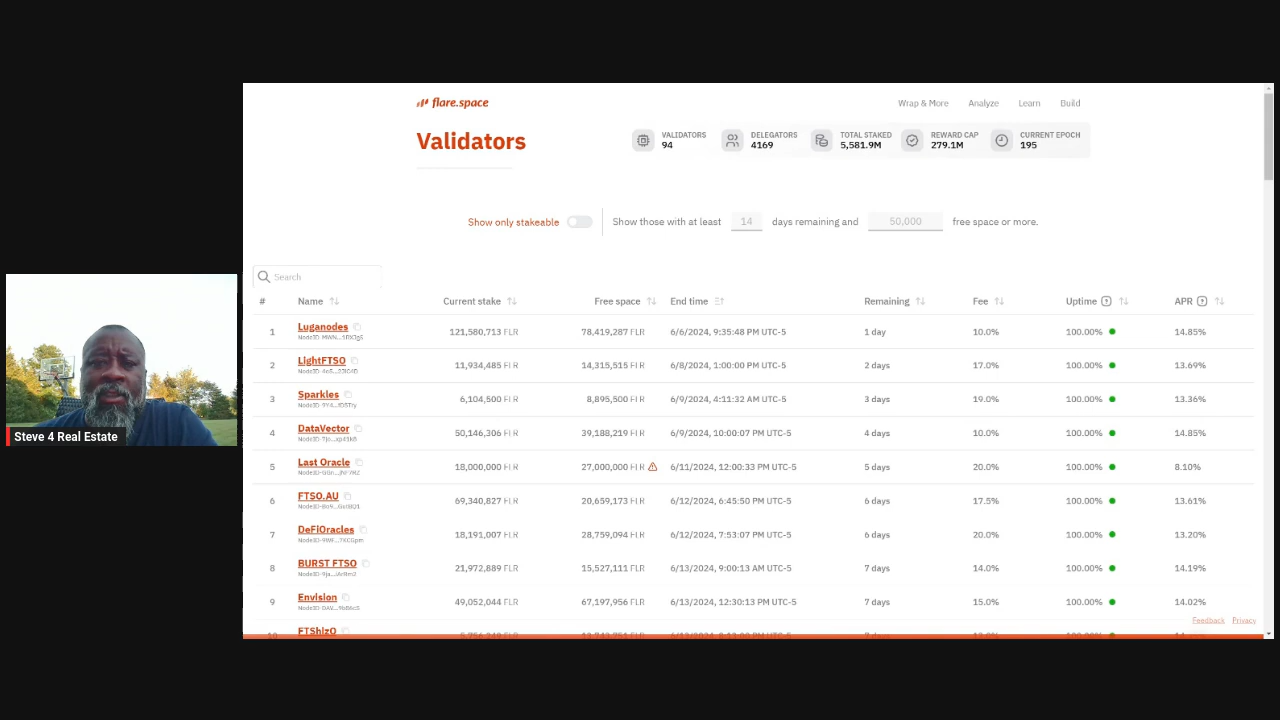 flare.space
Wrap & More Analyze Learn Build
Validators
VALIDATORS 94
DELEGATORS 4169
TOTAL STAKED 5,581.9M
REWARD CAP 279.1M
CURRENT EPOCH 195
Show only stakeable Show those with at least 14 days remaining and 50,000 free space or more.
Search
# Name Current stake Free space End time Remaining Fee Uptime APR
1 Luganodes 121,580,713 FLR 78,419,287 FLR 6/6/2024, 9:35:48 PM UTC-5 1 day 10.0% 100.00% 14.85%
2 LightFTSO 11,934,485 FLR 14,315,515 FLR 6/8/2024, 1:00:00 PM UTC-5 2 days 17.0% 100.00% 13.69%
3 Sparkles 6,104,500 FLR 8,895,500 FLR 6/9/2024, 4:11:32 AM UTC-5 3 days 19.0% 100.00% 13.36%
4 DataVector 50,146,306 FLR 39,188,219 FLR 6/9/2024, 10:00:07 PM UTC-5 4 days 10.0% 100.00% 14.85%
5 Last Oracle 18,000,000 FLR 27,000,000 FLR 6/11/2024, 12:00:33 PM UTC-5 5 days 20.0% 100.00% 8.10%
6 FTSO.AU 69,340,827 FLR 20,659,173 FLR 6/12/2024, 6:45:50 PM UTC-5 6 days 17.5% 100.00% 13.61%
7 DeFiOracles 18,191,007 FLR 28,759,094 FLR 6/12/2024, 7:53:07 PM UTC-5 6 days 20.0% 100.00% 13.20%
8 BURST FTSO 21,972,889 FLR 15,527,111 FLR 6/13/2024, 9:00:13 AM UTC-5 7 days 14.0% 100.00% 14.19%
9 Envision 49,052,044 FLR 67,197,956 FLR 6/13/2024, 12:30:13 PM UTC-5 7 days 15.0% 100.00% 14.02%
FTShizO
Feedback Privacy
Steve 4 Real Estate